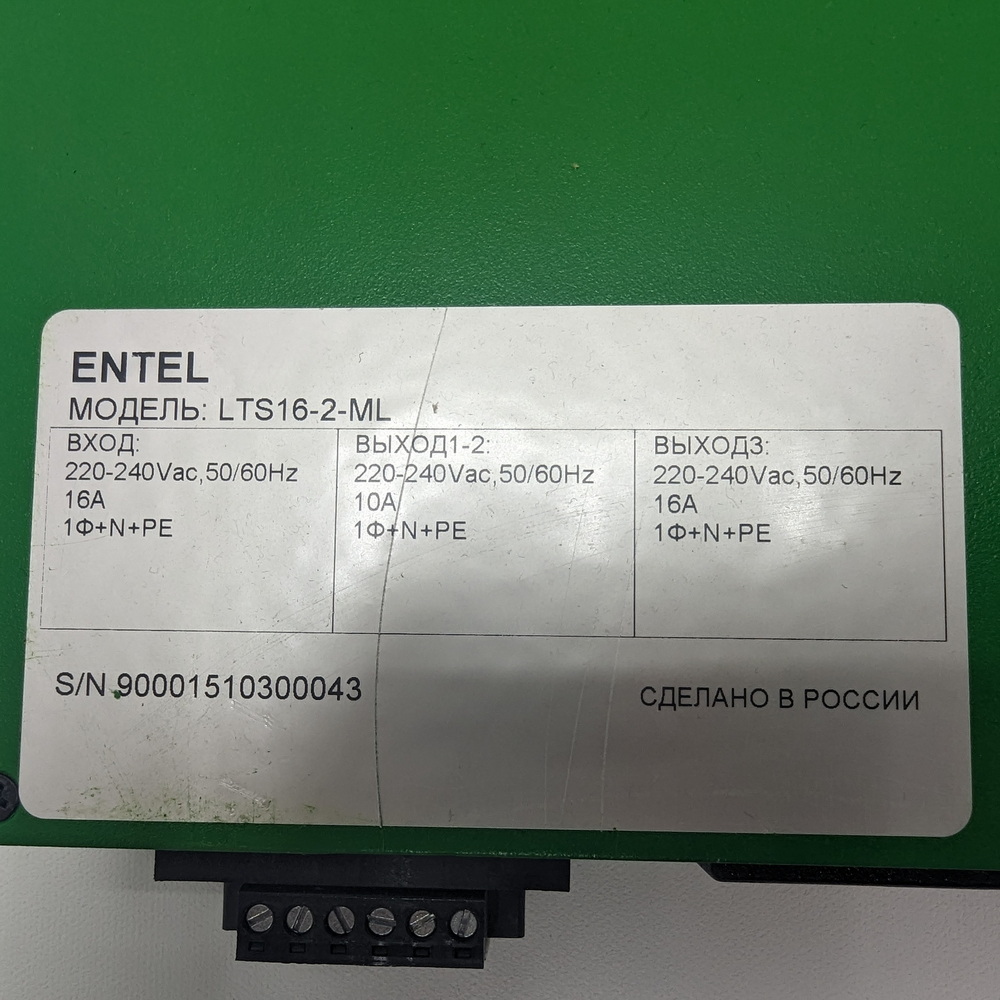 ENTEL
МОДЕЛЬ: LTS16-2-ML
ВХОД:
220-240Vac,50/60Hz
16A
1Ф+N+PE
ВЫХОД1-2:
220-240Vac,50/60Hz
10A
1Ф+N+PE
ВЫХОД3:
220-240Vac,50/60Hz
16A
1Ф+N+PE
S/N 90001510300043
СДЕЛАНО В РОССИИ